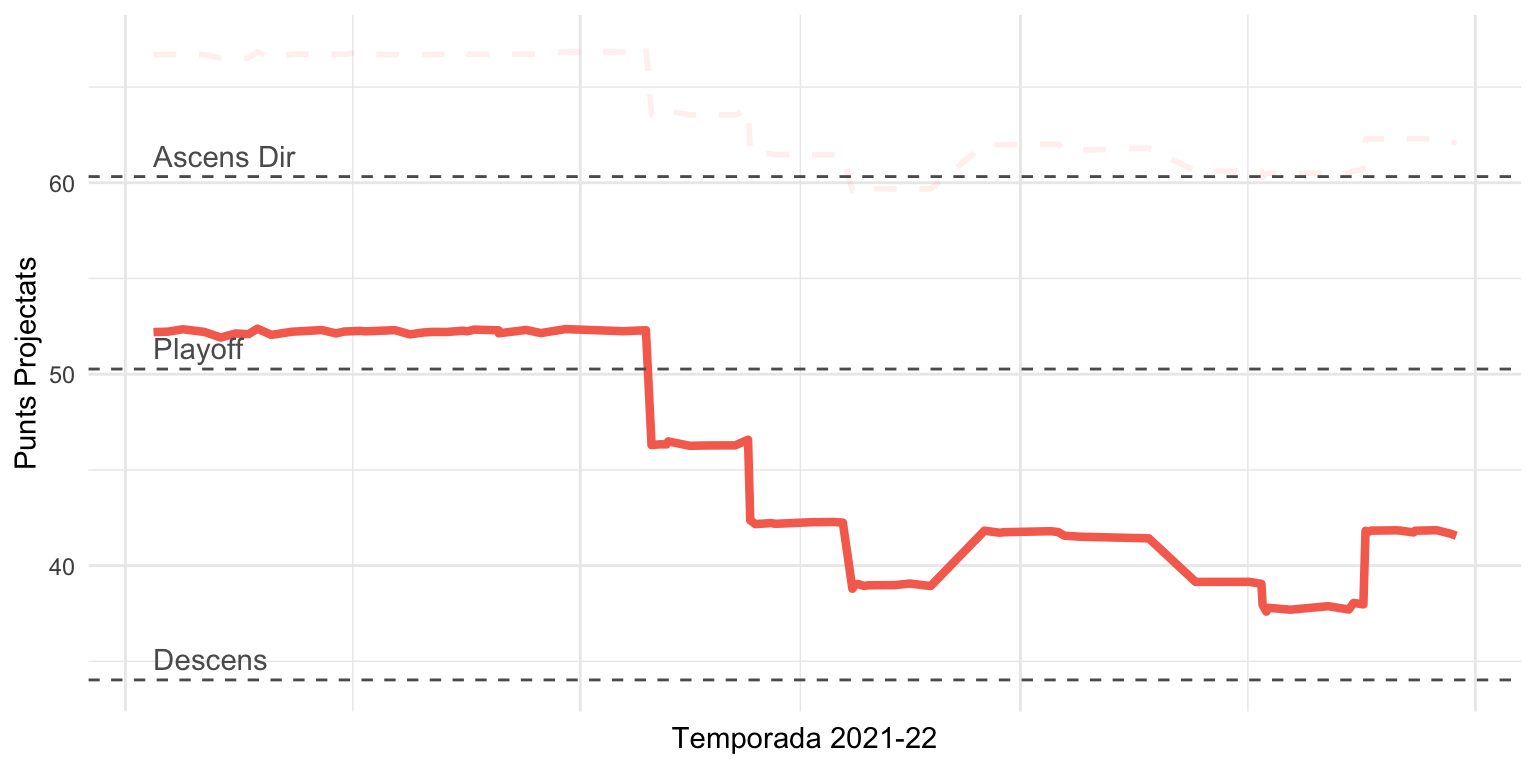 Ascens Dir
60
Playoff
50
40
Descens
Punts Projectats
Temporada 2021-22